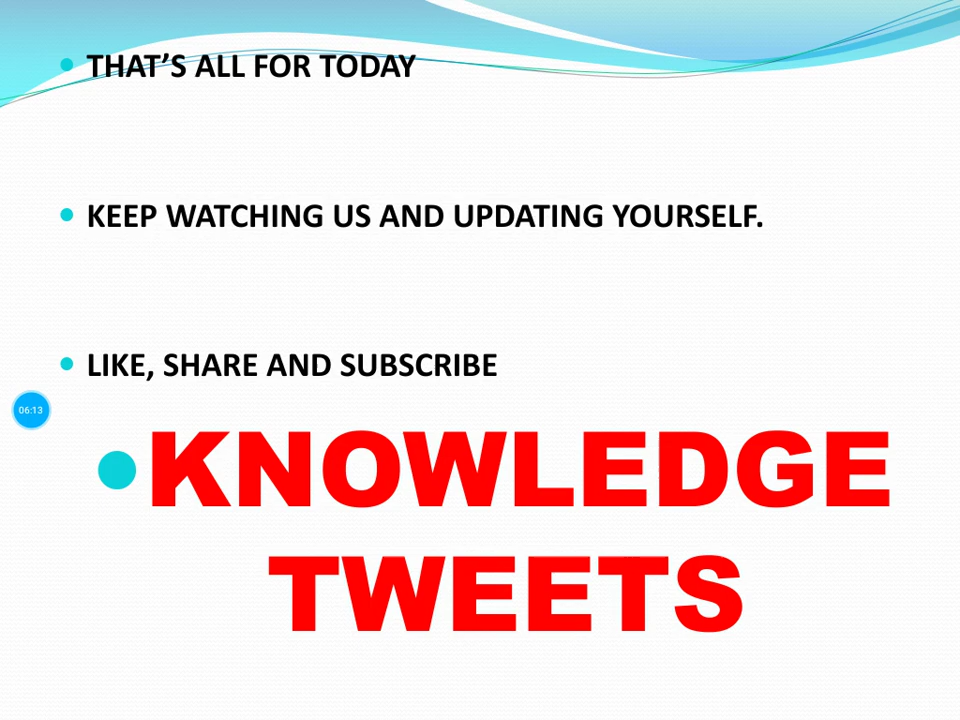 THAT’S ALL FOR TODAY
KEEP WATCHING US AND UPDATING YOURSELF.
LIKE, SHARE AND SUBSCRIBE
06:13
KNOWLEDGE
TWEETS